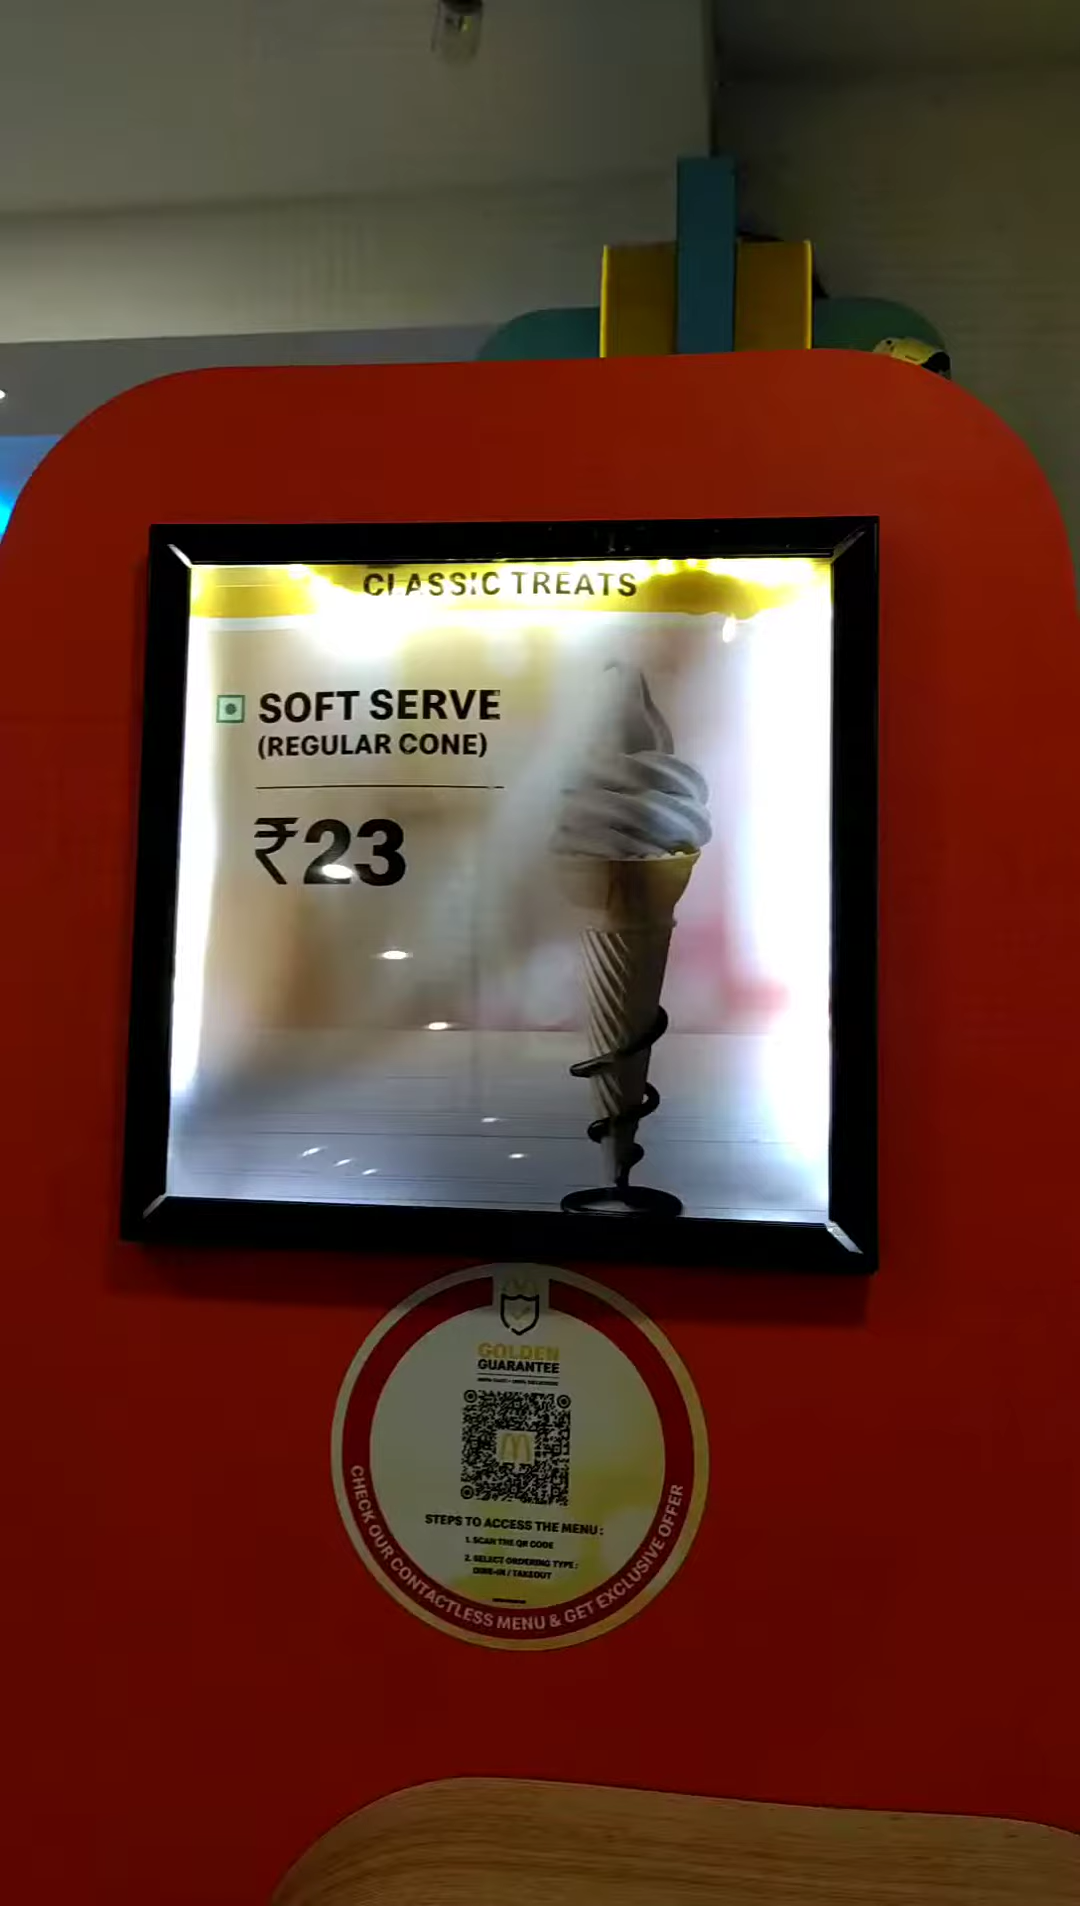 CLASSIC TREATS
SOFT SERVE
(REGULAR CONE)
₹23
GOLDEN
GUARANTEE
STEPS TO ACCESS THE MENU :
1. SCAN THE QR CODE
2. SELECT ORDERING TYPE :
DINE-IN / TAKEOUT
CHECK OUR CONTACTLESS MENU & GET EXCLUSIVE OFFER